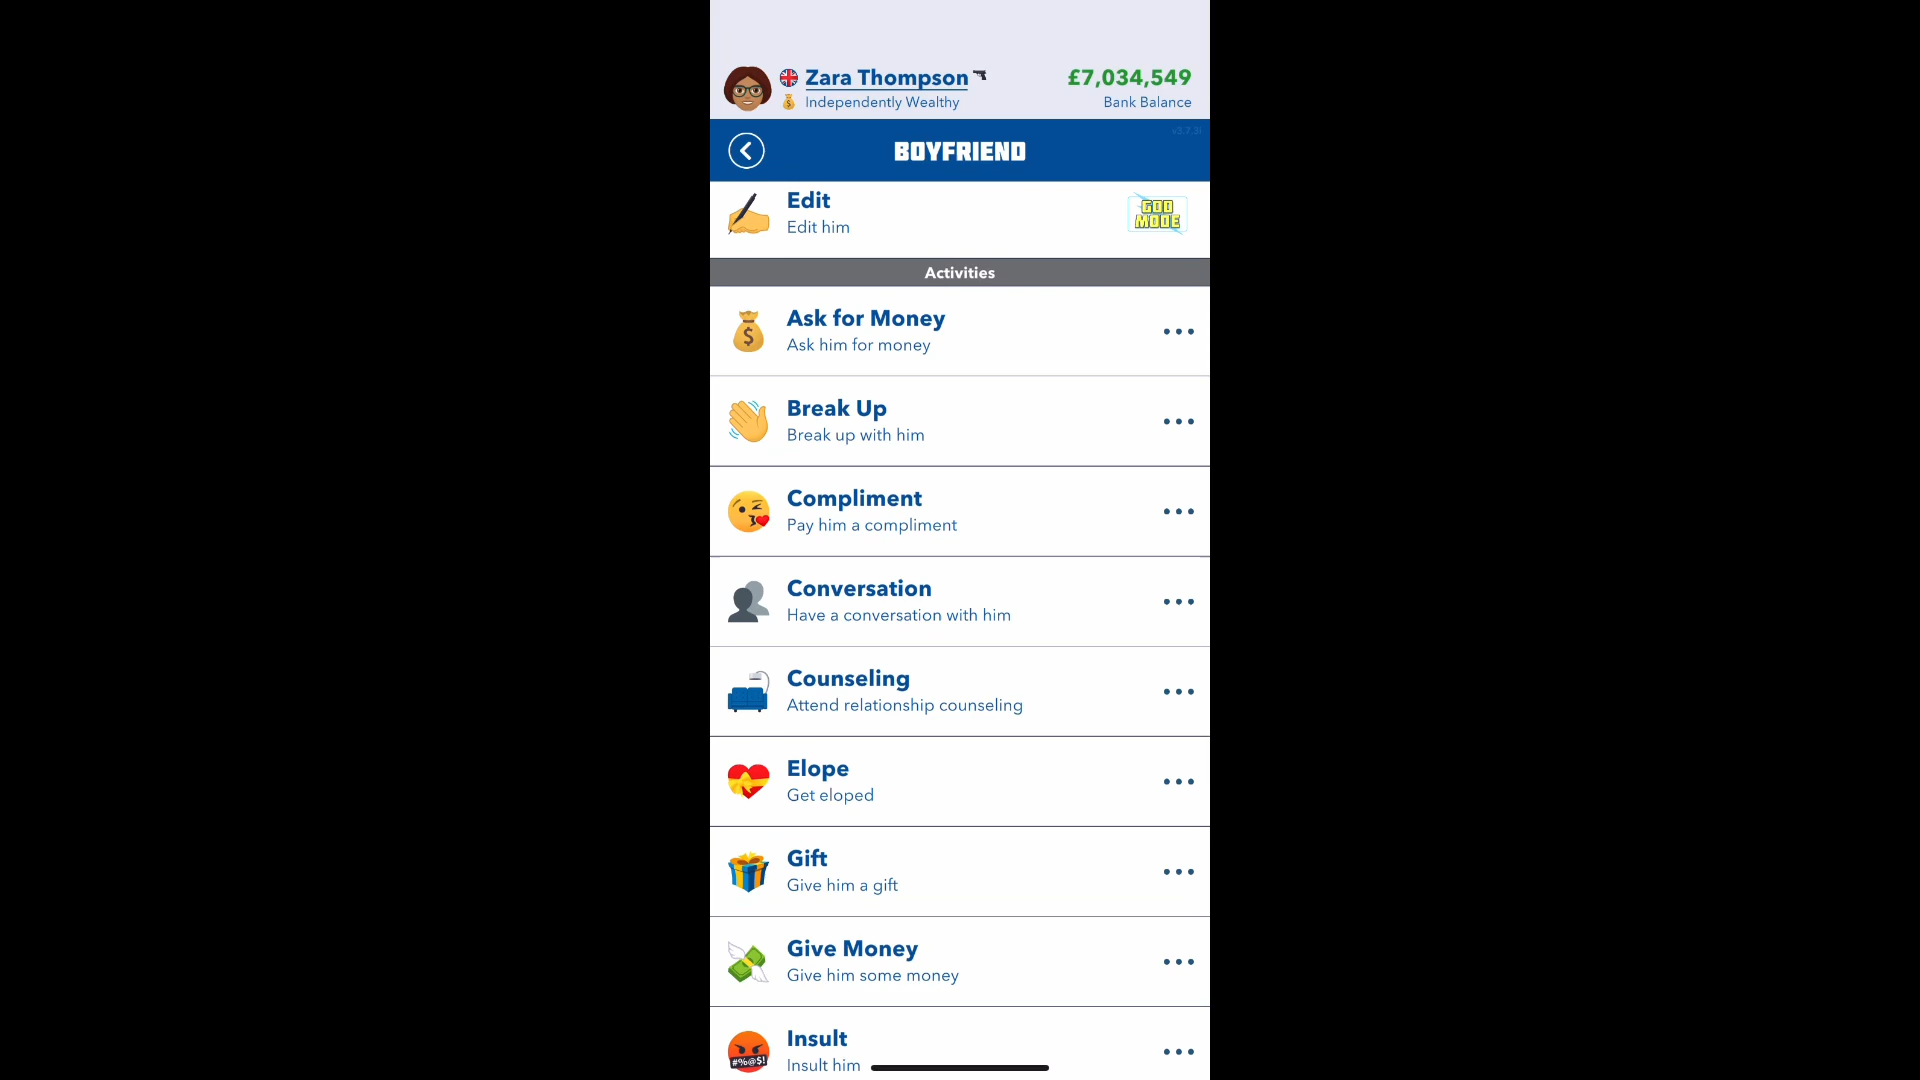 Zara Thompson
£7,034,549
Independently Wealthy
Bank Balance
v3.7.3i
BOYFRIEND
Edit
Edit him
GOD
MODE
Activities
Ask for Money
Ask him for money
Break Up
Break up with him
Compliment
Pay him a compliment
Conversation
Have a conversation with him
Counseling
Attend relationship counseling
Elope
Get eloped
Gift
Give him a gift
Give Money
Give him some money
#%@$!
Insult
Insult him